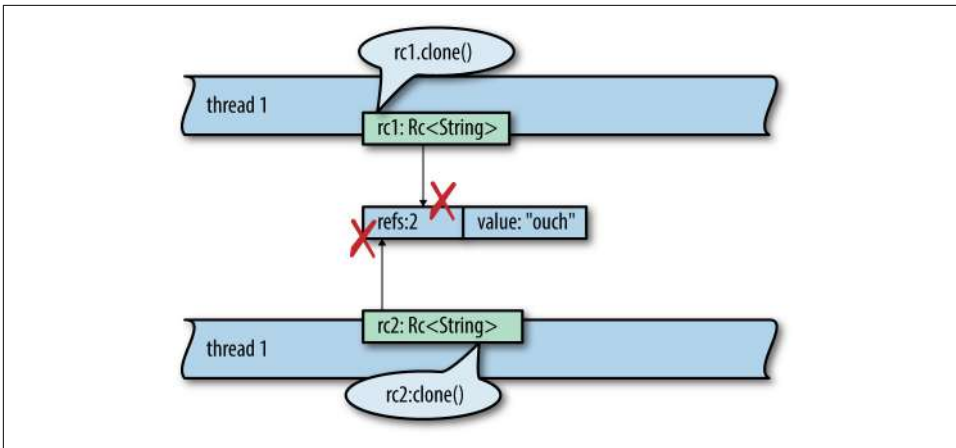 rc1.clone()
thread 1
rc1: Rc<String>
refs:2
value: "ouch"
rc2: Rc<String>
thread 1
rc2:clone()